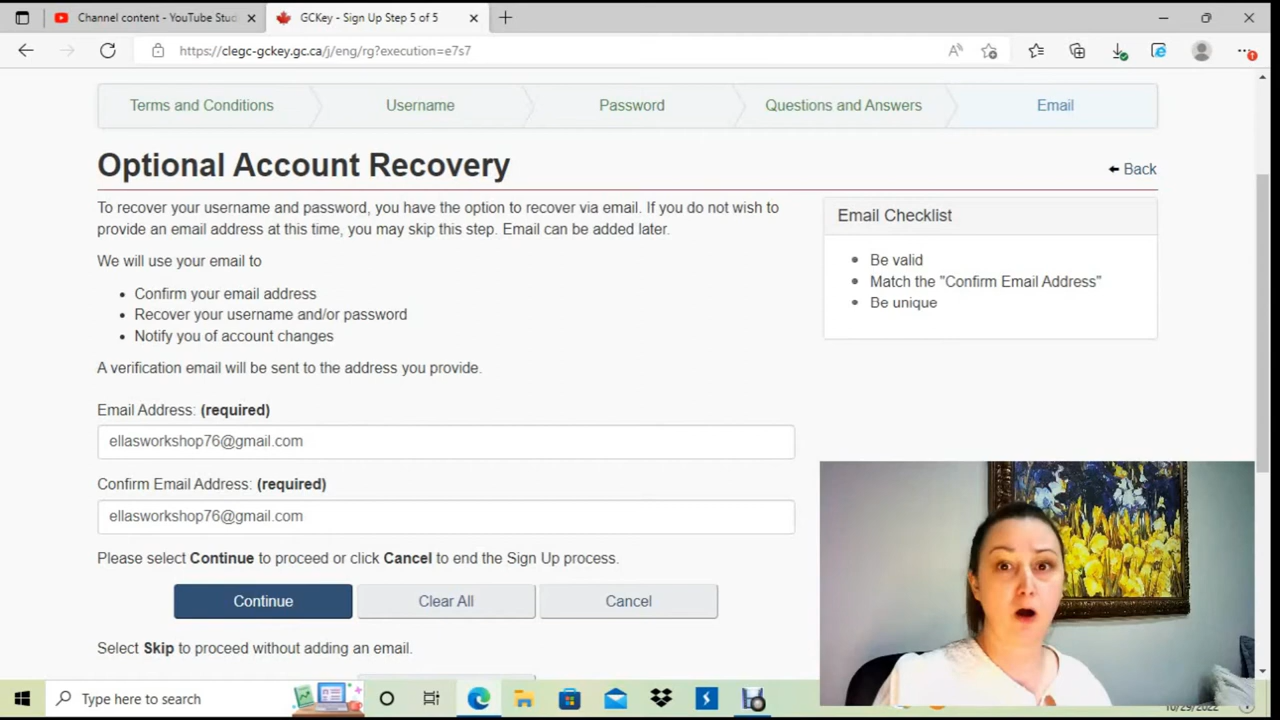 Channel content - YouTube Stud
GCKey - Sign Up Step 5 of 5
https://clegc-gckey.gc.ca/j/eng/rg?execution=e7s7
Terms and Conditions
Username
Password
Questions and Answers
Email
Optional Account Recovery
Back
To recover your username and password, you have the option to recover via email. If you do not wish to
provide an email address at this time, you may skip this step. Email can be added later.
We will use your email to
Confirm your email address
Recover your username and/or password
Notify you of account changes
A verification email will be sent to the address you provide.
Email Checklist
Be valid
Match the "Confirm Email Address"
Be unique
Email Address: (required)
ellasworkshop76@gmail.com
Confirm Email Address: (required)
ellasworkshop76@gmail.com
Please select Continue to proceed or click Cancel to end the Sign Up process.
Continue
Clear All
Cancel
Select Skip to proceed without adding an email.
Type here to search
10/29/2022